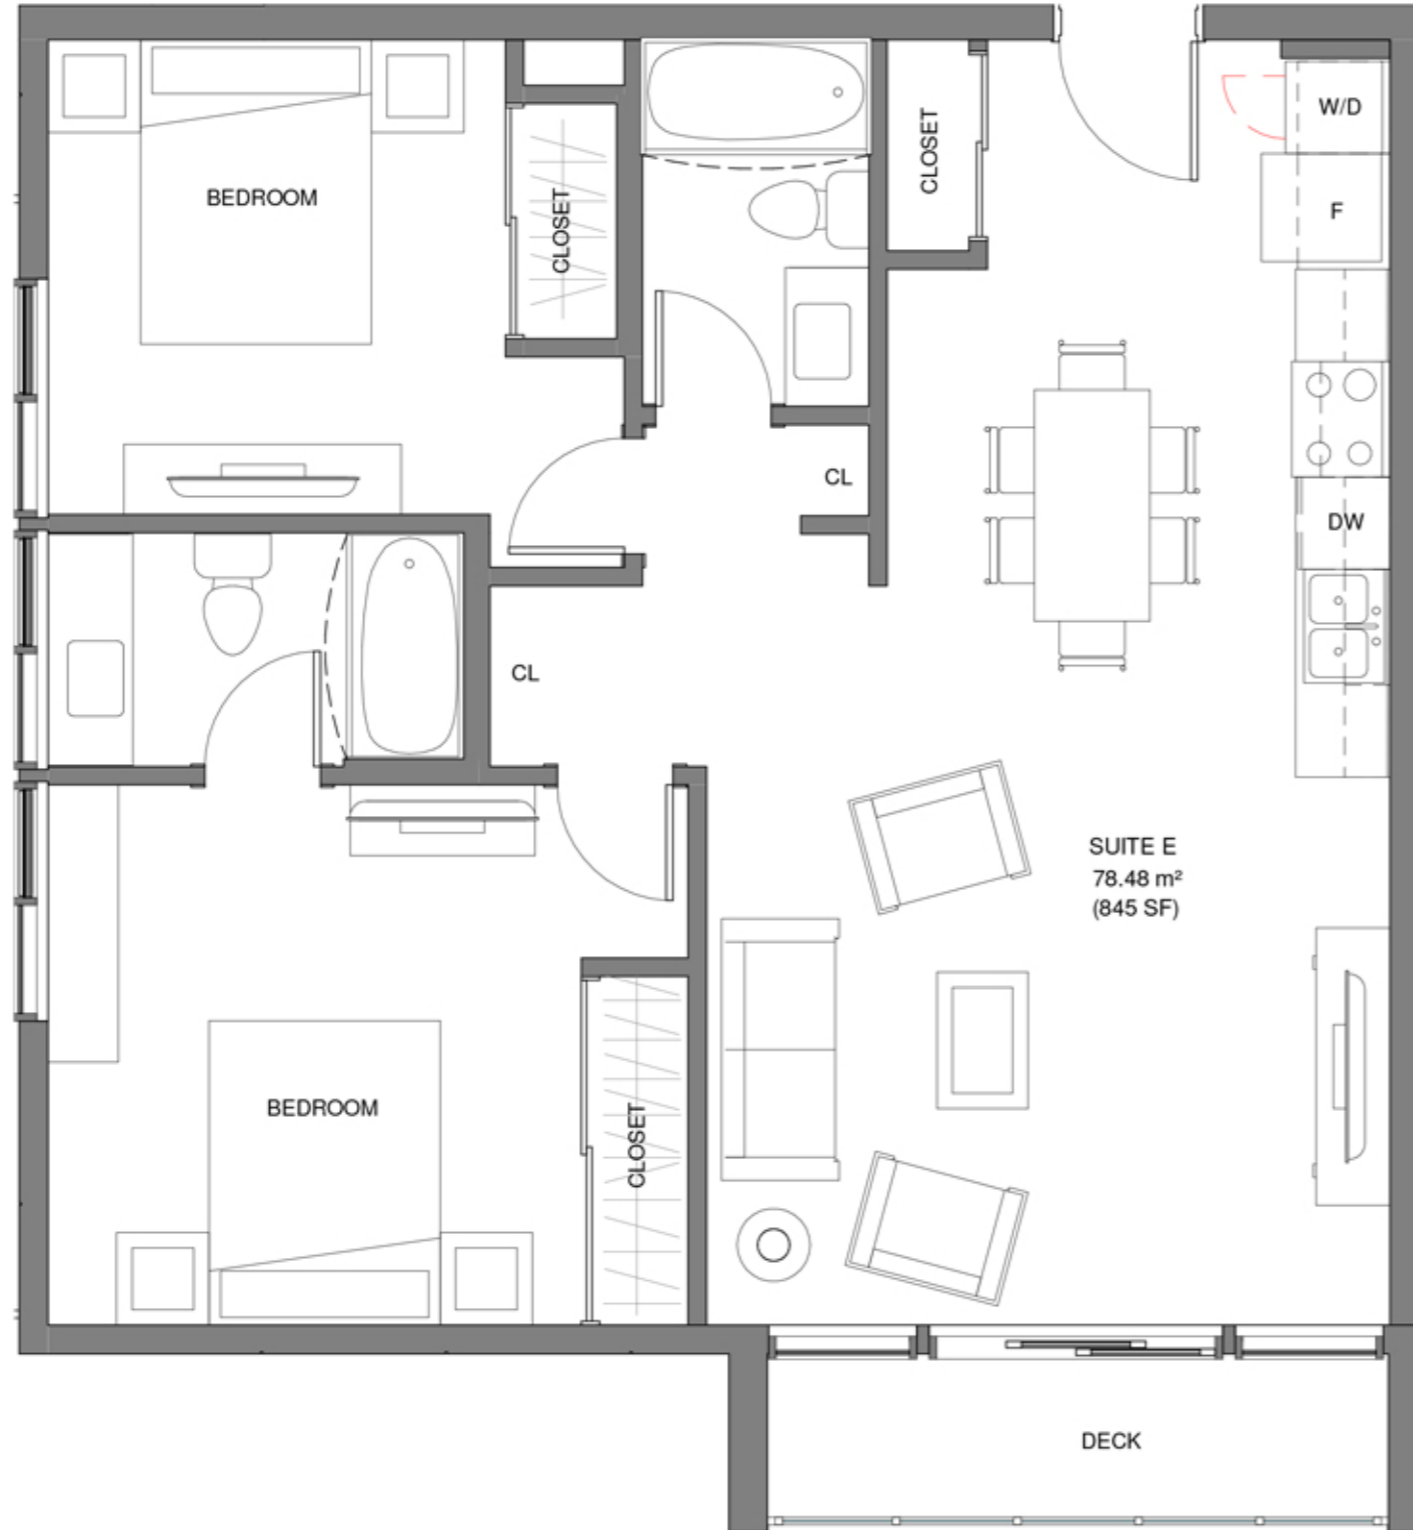 W/D
CLOSET
BEDROOM
F
CLOSET
CL
DW
CL
SUITE E
78.48 m²
(845 SF)
BEDROOM
CLOSET
DECK